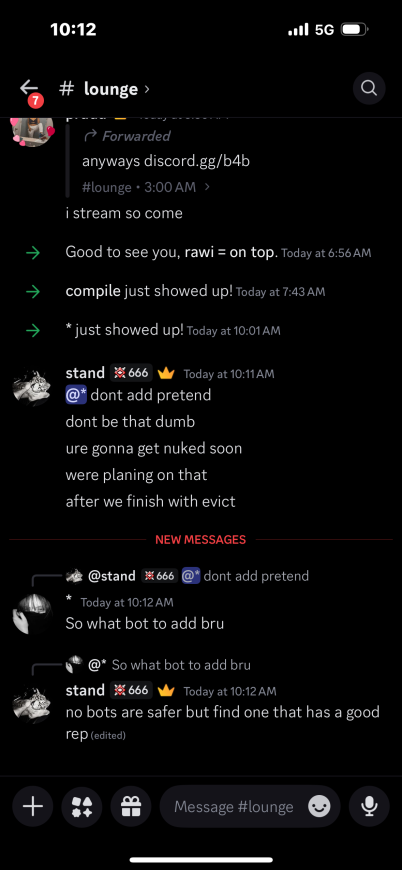 10:12
5G
7
# lounge ›
Forwarded
anyways discord.gg/b4b
#lounge • 3:00 AM ›
i stream so come
Good to see you, rawi = on top. Today at 6:56 AM
compile just showed up! Today at 7:43 AM
* just showed up! Today at 10:01 AM
stand 666 Today at 10:11 AM
@* dont add pretend
dont be that dumb
ure gonna get nuked soon
were planing on that
after we finish with evict
NEW MESSAGES
@stand 666 @* dont add pretend
* Today at 10:12 AM
So what bot to add bru
@* So what bot to add bru
stand 666 Today at 10:12 AM
no bots are safer but find one that has a good
rep (edited)
Message #lounge